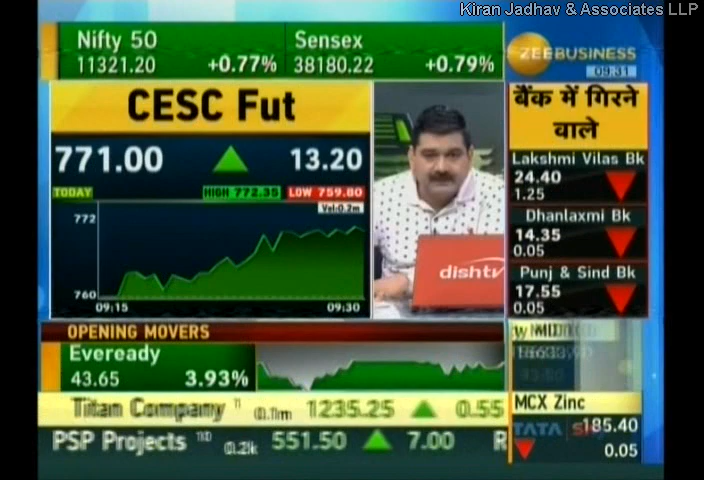 Kiran Jadhav & Associates LLP
Nifty 50
11321.20 +0.77%
Sensex
38180.22 +0.79%
ZEEBUSINESS
09:31
CESC Fut
771.00 13.20
TODAY HIGH 772.35 LOW 759.80
Vol:0.2m
772
760
09:15 09:30
dishtv
बैंक में गिरने
वाले
Lakshmi Vilas Bk
24.40
1.25
Dhanlaxmi Bk
14.35
0.05
Punj & Sind Bk
17.55
0.05
OPENING MOVERS
Eveready
43.65 3.93%
Titan Company 1235.25 0.55
PSP Projects 551.50 7.00 R
MCX Zinc
185.40
TATA
0.05